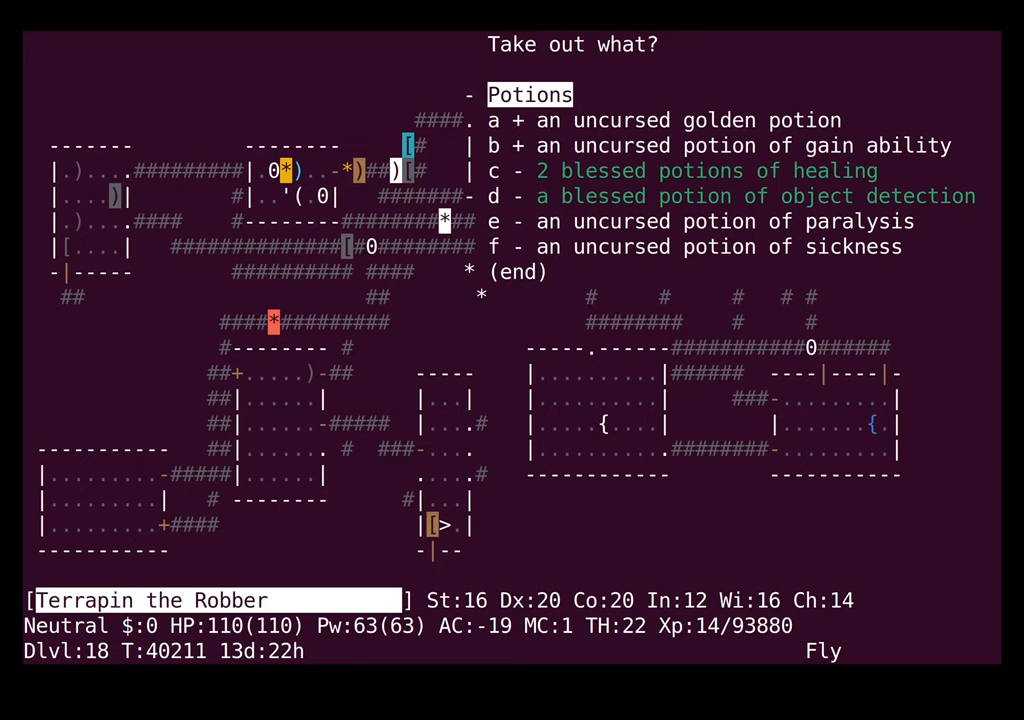 Take out what?
- Potions
a + an uncursed golden potion
b + an uncursed potion of gain ability
c - 2 blessed potions of healing
d - a blessed potion of object detection
e - an uncursed potion of paralysis
f - an uncursed potion of sickness
(end)
[Terrapin the Robber] St:16 Dx:20 Co:20 In:12 Wi:16 Ch:14
Neutral $:0 HP:110(110) Pw:63(63) AC:-19 MC:1 TH:22 Xp:14/93880
Dlvl:18 T:40211 13d:22h Fly